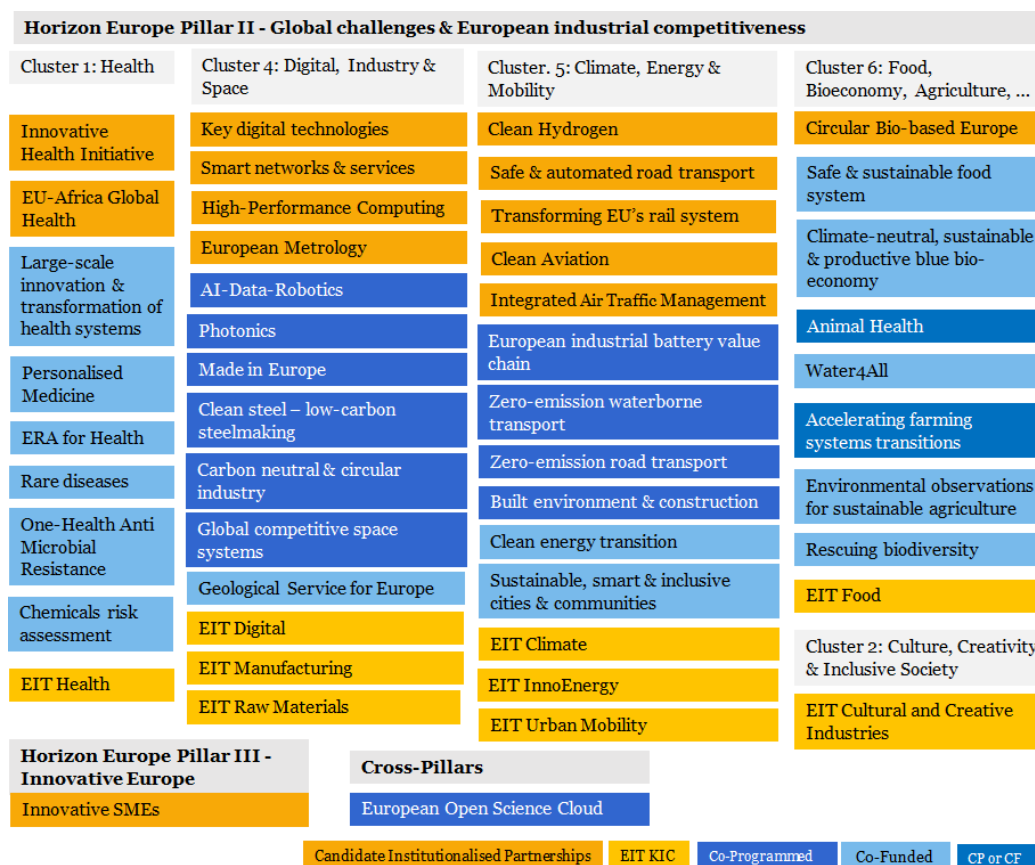 Horizon Europe Pillar II - Global challenges & European industrial competitiveness
Cluster 1: Health
Innovative
Health Initiative
EU-Africa Global
Health
Large-scale
innovation &
transformation of
health systems
Personalised
Medicine
ERA for Health
Rare diseases
One-Health Anti
Microbial
Resistance
Chemicals risk
assessment
EIT Health
Cluster 4: Digital, Industry &
Space
Key digital technologies
Smart networks & services
High-Performance Computing
European Metrology
AI-Data-Robotics
Photonics
Made in Europe
Clean steel – low-carbon
steelmaking
Carbon neutral & circular
industry
Global competitive space
systems
Geological Service for Europe
EIT Digital
EIT Manufacturing
EIT Raw Materials
Cluster. 5: Climate, Energy &
Mobility
Clean Hydrogen
Safe & automated road transport
Transforming EU's rail system
Clean Aviation
Integrated Air Traffic Management
European industrial battery value
chain
Zero-emission waterborne
transport
Zero-emission road transport
Built environment & construction
Clean energy transition
Sustainable, smart & inclusive
cities & communities
EIT Climate
EIT InnoEnergy
EIT Urban Mobility
Cluster 6: Food,
Bioeconomy, Agriculture, ...
Circular Bio-based Europe
Safe & sustainable food
system
Climate-neutral, sustainable
& productive blue bio-
economy
Animal Health
Water4All
Accelerating farming
systems transitions
Environmental observations
for sustainable agriculture
Rescuing biodiversity
EIT Food
Cluster 2: Culture, Creativity
& Inclusive Society
EIT Cultural and Creative
Industries
Horizon Europe Pillar III -
Innovative Europe
Innovative SMEs
Cross-Pillars
European Open Science Cloud
Candidate Institutionalised Partnerships
EIT KIC
Co-Programmed
Co-Funded
CP or CF